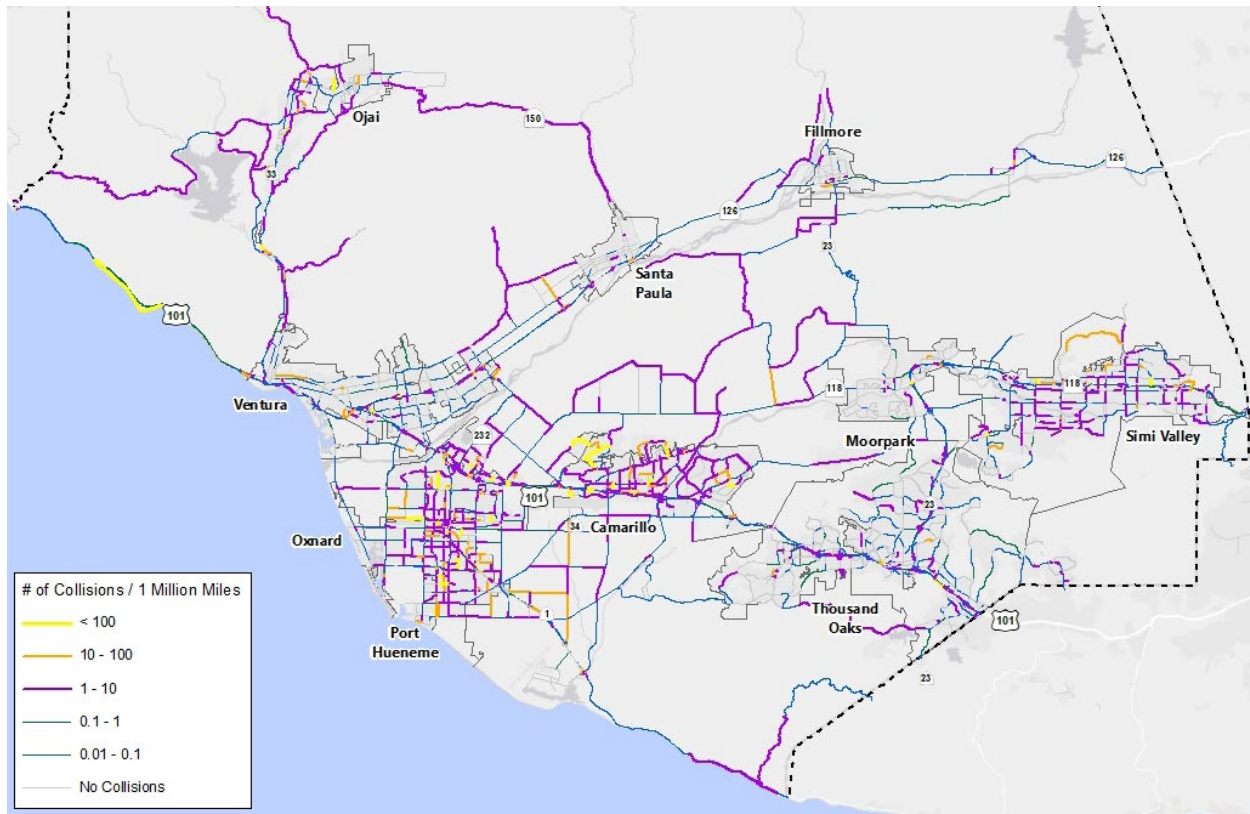 Ojai
150
Fillmore
33
126
126
23
Santa
Paula
101
118
118
Ventura
232
Moorpark
Simi Valley
101
23
34
Camarillo
Oxnard
# of Collisions / 1 Million Miles
< 100
10 - 100
1 - 10
0.1 - 1
0.01 - 0.1
No Collisions
1
Thousand
Oaks
101
Port
Hueneme
23